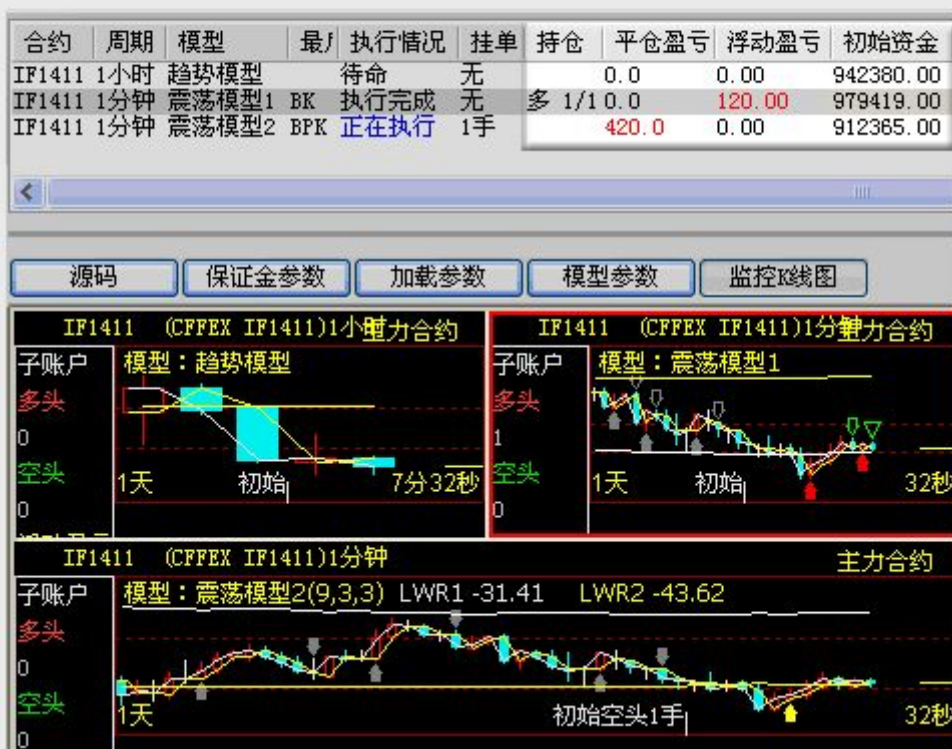 合约 周期 模型 最 执行情况 挂单 持仓 平仓盈亏 浮动盈亏 初始资金
IF1411 1小时 趋势模型 待命 无 0.0 0.00 942380.00
IF1411 1分钟 震荡模型1 BK 执行完成 无 多 1/1 0.0 120.00 979419.00
IF1411 1分钟 震荡模型2 BPK 正在执行 1手 420.0 0.00 912365.00
源码 保证金参数 加载参数 模型参数 监控K线图
IF1411 (CFFEX IF1411)1小时 主力合约
子账户 模型:趋势模型
多头
0
空头
1天 初始 7分32秒
0
IF1411 (CFFEX IF1411)1分钟 主力合约
子账户 模型:震荡模型1
多头
1
空头
1天 初始 32秒
0
IF1411 (CFFEX IF1411)1分钟 主力合约
子账户 模型:震荡模型2(9,3,3) LWR1 -31.41 LWR2 -43.62
多头
0
空头
1天 初始空头1手 32秒
0